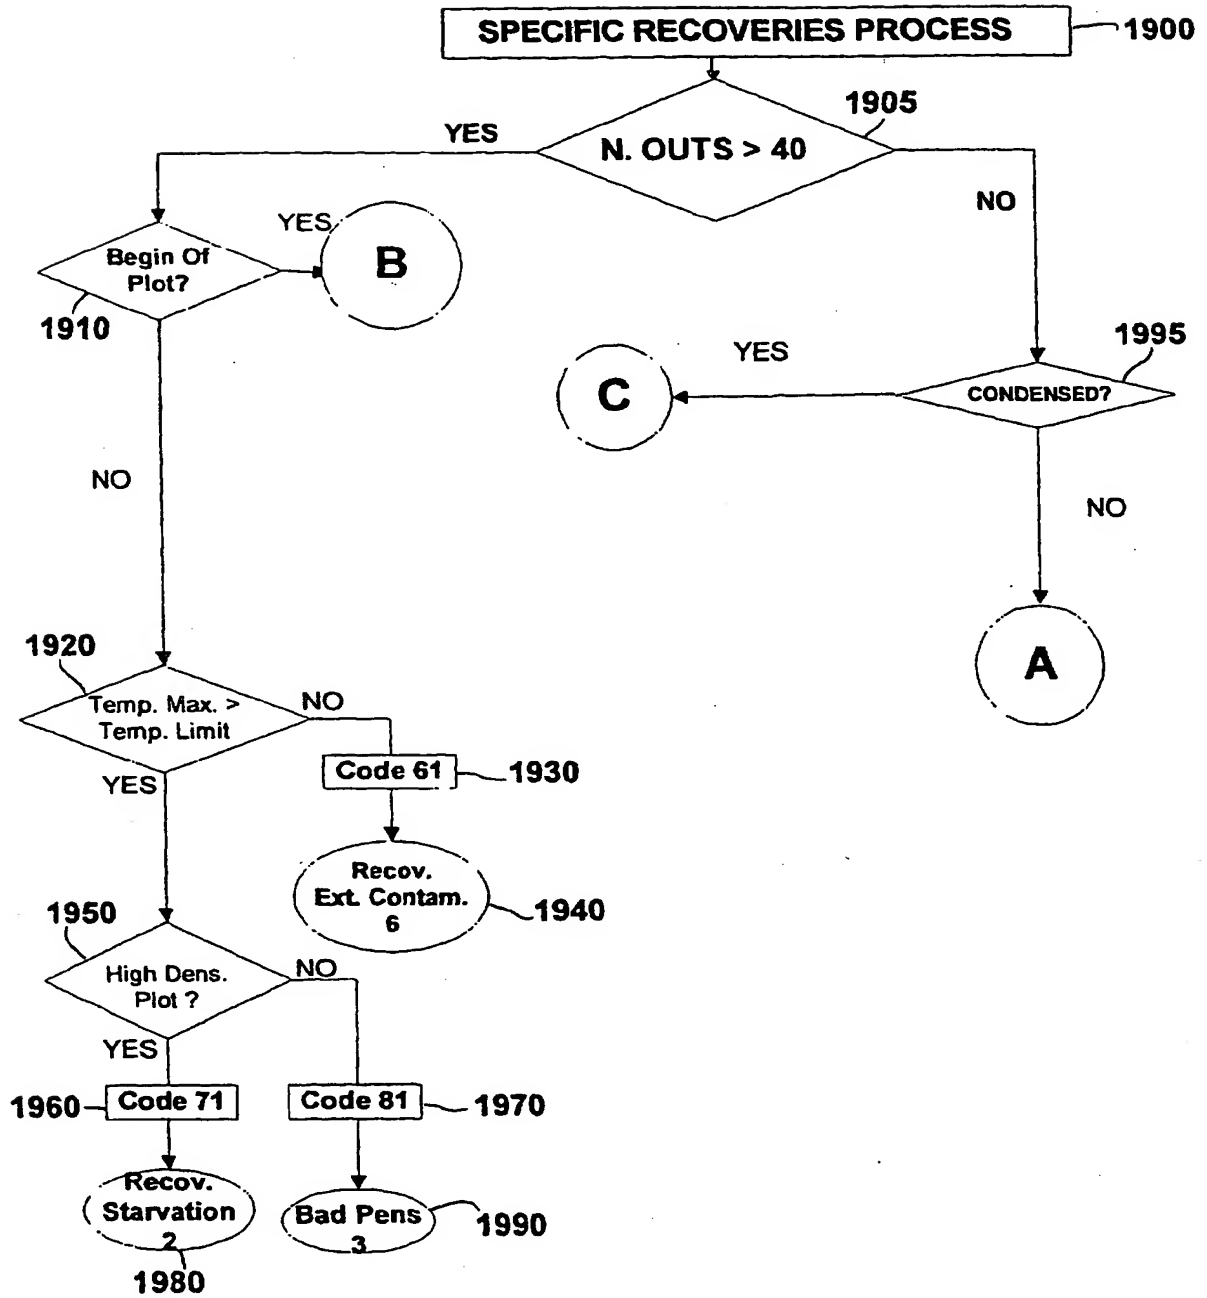 SPECIFIC RECOVERIES PROCESS
1900
1905
N. OUTS > 40
YES
NO
Begin Of
Plot?
1910
YES
B
NO
1995
CONDENSED?
YES
C
NO
A
1920
Temp. Max. >
Temp. Limit
NO
YES
Code 61
1930
Recov.
Ext. Contam.
6
1940
1950
High Dens.
Plot ?
NO
YES
1960
Code 71
Code 81
1970
Recov.
Starvation
2
1980
Bad Pens
3
1990